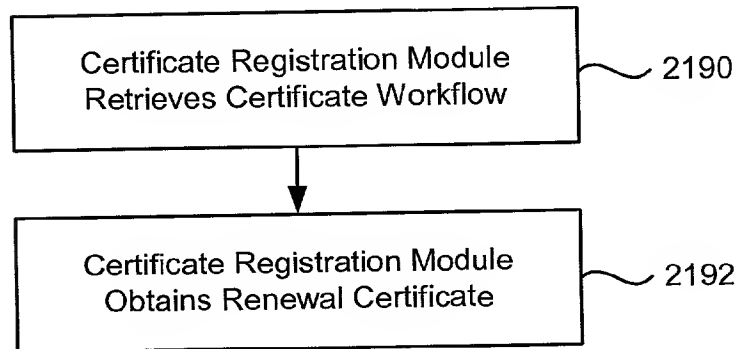 Certificate Registration Module
Retrieves Certificate Workflow
2190
Certificate Registration Module
Obtains Renewal Certificate
2192